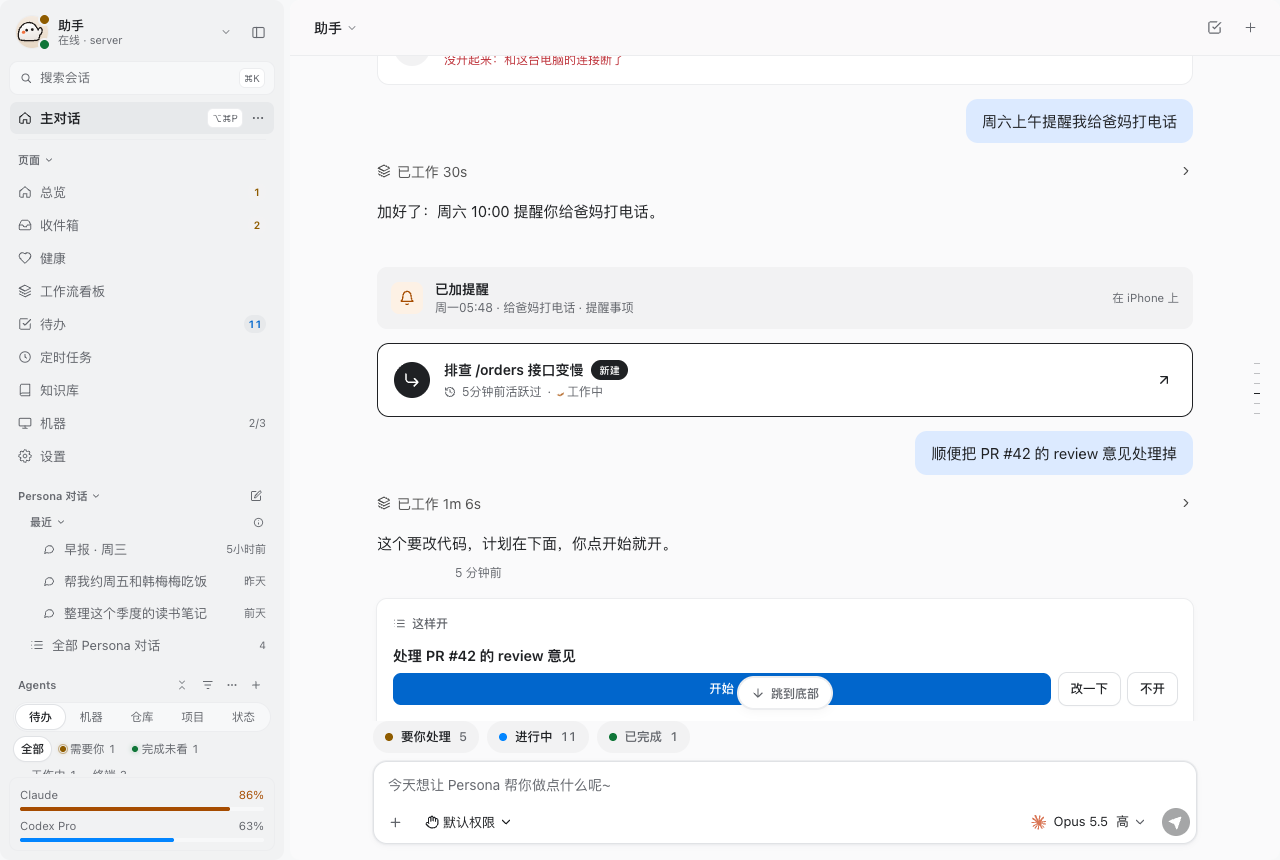 助手
在线 · server
搜索会话
⌘K
主对话
⌥⌘P
页面
总览
1
收件箱
2
健康
工作流看板
待办
11
定时任务
知识库
机器
2/3
设置
Persona 对话
最近
早报 · 周三
5小时前
帮我约周五和韩梅梅吃饭
昨天
整理这个季度的读书笔记
前天
全部 Persona 对话
4
Agents
待办
机器
仓库
项目
状态
全部
需要你 1
完成未看 1
Claude
86%
Codex Pro
63%
助手
没开起来：和这台电脑的连接断了
周六上午提醒我给爸妈打电话
已工作 30s
加好了：周六 10:00 提醒你给爸妈打电话。
已加提醒
周一05:48 · 给爸妈打电话 · 提醒事项
在 iPhone 上
排查 /orders 接口变慢
新建
5分钟前活跃过 · 工作中
顺便把 PR #42 的 review 意见处理掉
已工作 1m 6s
这个要改代码，计划在下面，你点开始就开。
5 分钟前
这样开
处理 PR #42 的 review 意见
开始
跳到底部
改一下
不开
要你处理 5
进行中 11
已完成 1
今天想让 Persona 帮你做点什么呢~
默认权限
Opus 5.5 高